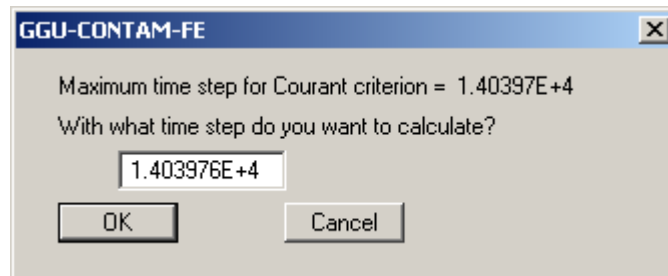 GGU-CONTAM-FE
Maximum time step for Courant criterion = 1.40397E+4
With what time step do you want to calculate?
1.403976E+4
OK Cancel